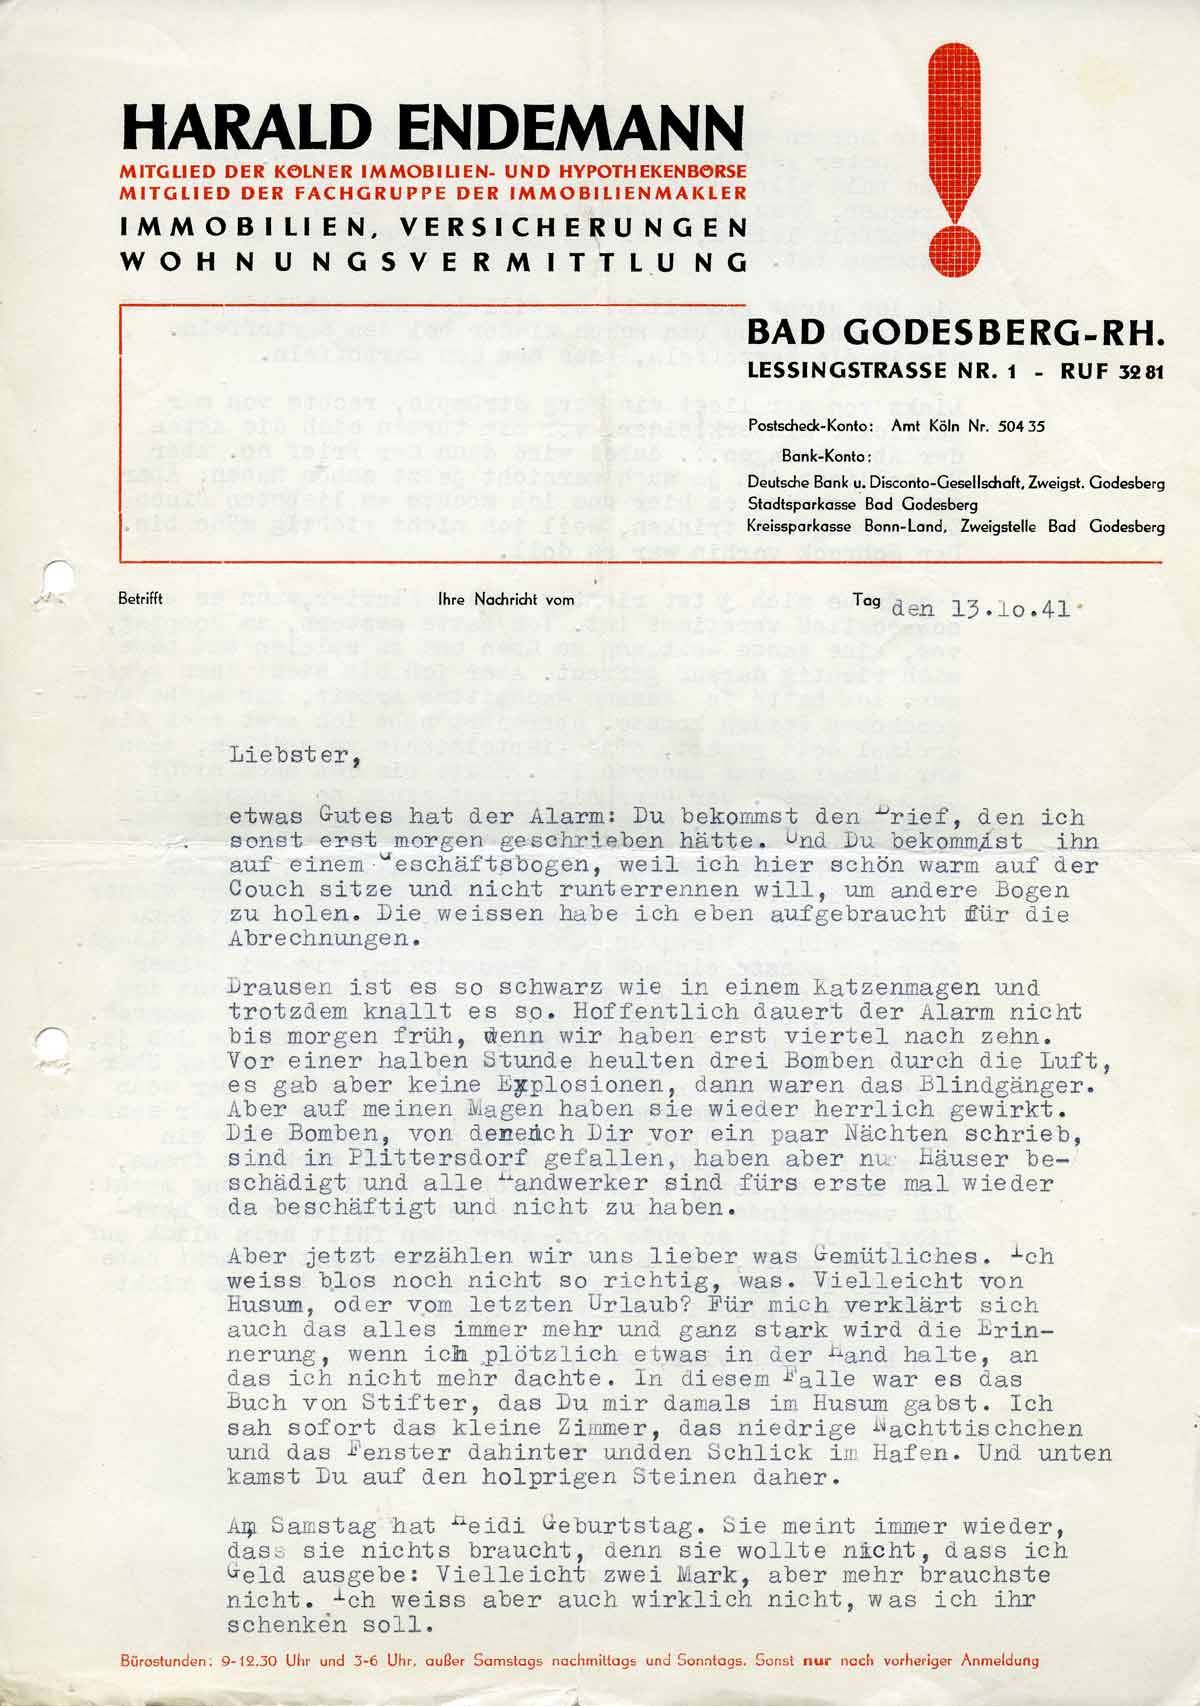 HARALD ENDEMANN
MITGLIED DER KÖLNER IMMOBILIEN- UND HYPOTHEKENBÖRSE
MITGLIED DER FACHGRUPPE DER IMMOBILIENMAKLER
IMMOBILIEN, VERSICHERUNGEN
WOHNUNGSVERMITTLUNG
!
BAD GODESBERG-RH.
LESSINGSTRASSE NR. 1 - RUF 3281
Postscheck-Konto: Amt Köln Nr. 50435
Bank-Konto:
Deutsche Bank u. Disconto-Gesellschaft, Zweigst. Godesberg
Stadtsparkasse Bad Godesberg
Kreissparkasse Bonn-Land, Zweigstelle Bad Godesberg
Betrifft Ihre Nachricht vom Tag den 13.lo.41
Liebster,
etwas Gutes hat der Alarm: Du bekommst den Brief, den ich
sonst erst morgen geschrieben hätte. Und Du bekommst ihn
auf einem Geschäftsbogen, weil ich hier schön warm auf der
Couch sitze und nicht runterrennen will, um andere Bogen
zu holen. Die weissen habe ich eben aufgebraucht für die
Abrechnungen.
Drausen ist es so schwarz wie in einem Katzenmagen und
trotzdem knallt es so. Hoffentlich dauert der Alarm nicht
bis morgen früh, denn wir haben erst viertel nach zehn.
Vor einer halben Stunde heulten drei Bomben durch die Luft,
es gab aber keine Explosionen, dann waren das Blindgänger.
Aber auf meinen Magen haben sie wieder herrlich gewirkt.
Die Bomben, von denen ich Dir vor ein paar Nächten schrieb,
sind in Plittersdorf gefallen, haben aber nur Häuser be-
schädigt und alle Handwerker sind fürs erste mal wieder
da beschäftigt und nicht zu haben.
Aber jetzt erzählen wir uns lieber was Gemütliches. Ich
weiss blos noch nicht so richtig, was. Vielleicht von
Husum, oder vom letzten Urlaub? Für mich verklärt sich
auch das alles immer mehr und ganz stark wird die Erin-
nerung, wenn ich plötzlich etwas in der Hand halte, an
das ich nicht mehr dachte. In diesem Falle war es das
Buch von Stifter, das Du mir damals im Husum gabst. Ich
sah sofort das kleine Zimmer, das niedrige Nachttischchen
und das Fenster dahinter undden Schlick im Hafen. Und unten
kamst Du auf den holprigen Steinen daher.
Am Samstag hat Heidi Geburtstag. Sie meint immer wieder,
dass sie nichts braucht, denn sie wollte nicht, dass ich
Geld ausgebe: Vielleicht zwei Mark, aber mehr brauchste
nicht. Ich weiss aber auch wirklich nicht, was ich ihr
schenken soll.
Bürostunden: 9-12.30 Uhr und 3-6 Uhr, außer Samstags nachmittags und Sonntags. Sonst nur nach vorheriger Anmeldung